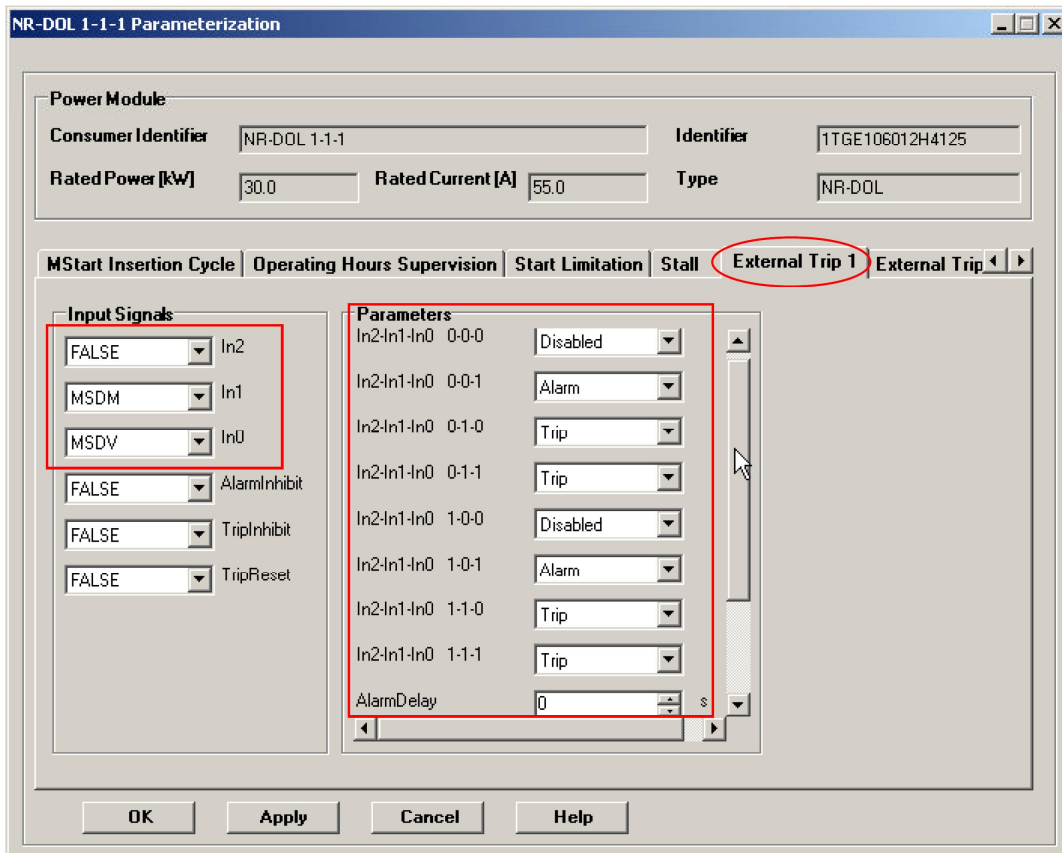 NR-DOL 1-1-1 Parameterization
Power Module
Consumer Identifier NR-DOL 1-1-1 Identifier 1TGE106012H4125
Rated Power [kW] 30.0 Rated Current [A] 55.0 Type NR-DOL
MStart Insertion Cycle Operating Hours Supervision Start Limitation Stall External Trip 1 External Trip
Input Signals
FALSE In2
MSDM In1
MSDV In0
FALSE AlarmInhibit
FALSE TripInhibit
FALSE TripReset
Parameters
In2-In1-In0 0-0-0 Disabled
In2-In1-In0 0-0-1 Alarm
In2-In1-In0 0-1-0 Trip
In2-In1-In0 0-1-1 Trip
In2-In1-In0 1-0-0 Disabled
In2-In1-In0 1-0-1 Alarm
In2-In1-In0 1-1-0 Trip
In2-In1-In0 1-1-1 Trip
AlarmDelay 0 s
OK Apply Cancel Help